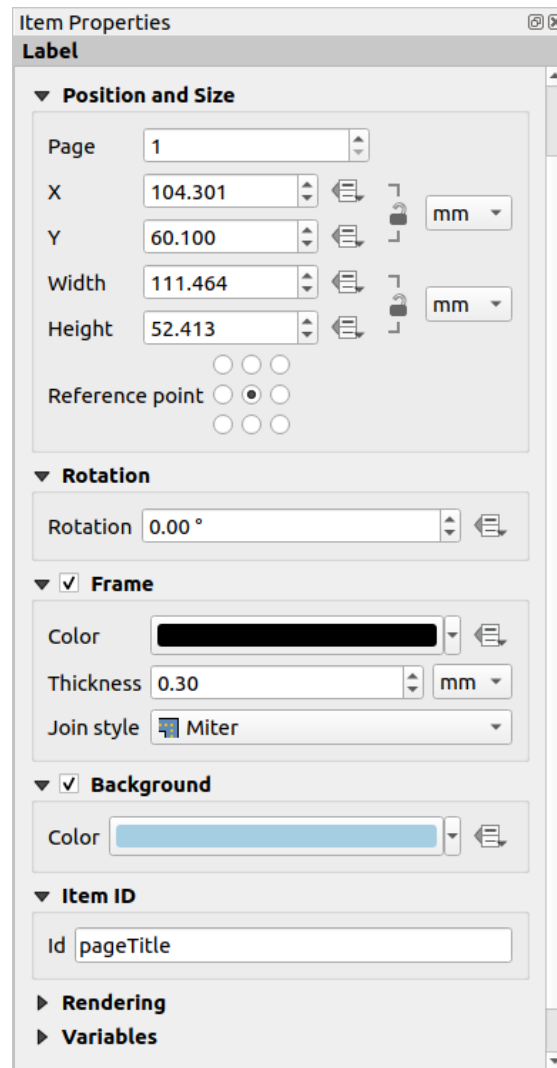 Item Properties
Label
Position and Size
Page 1
X 104.301
mm
Y 60.100
Width 111.464
mm
Height 52.413
Reference point
Rotation
Rotation 0.00 °
Frame
Color
Thickness 0.30 mm
Join style Miter
Background
Color
Item ID
Id pageTitle
Rendering
Variables